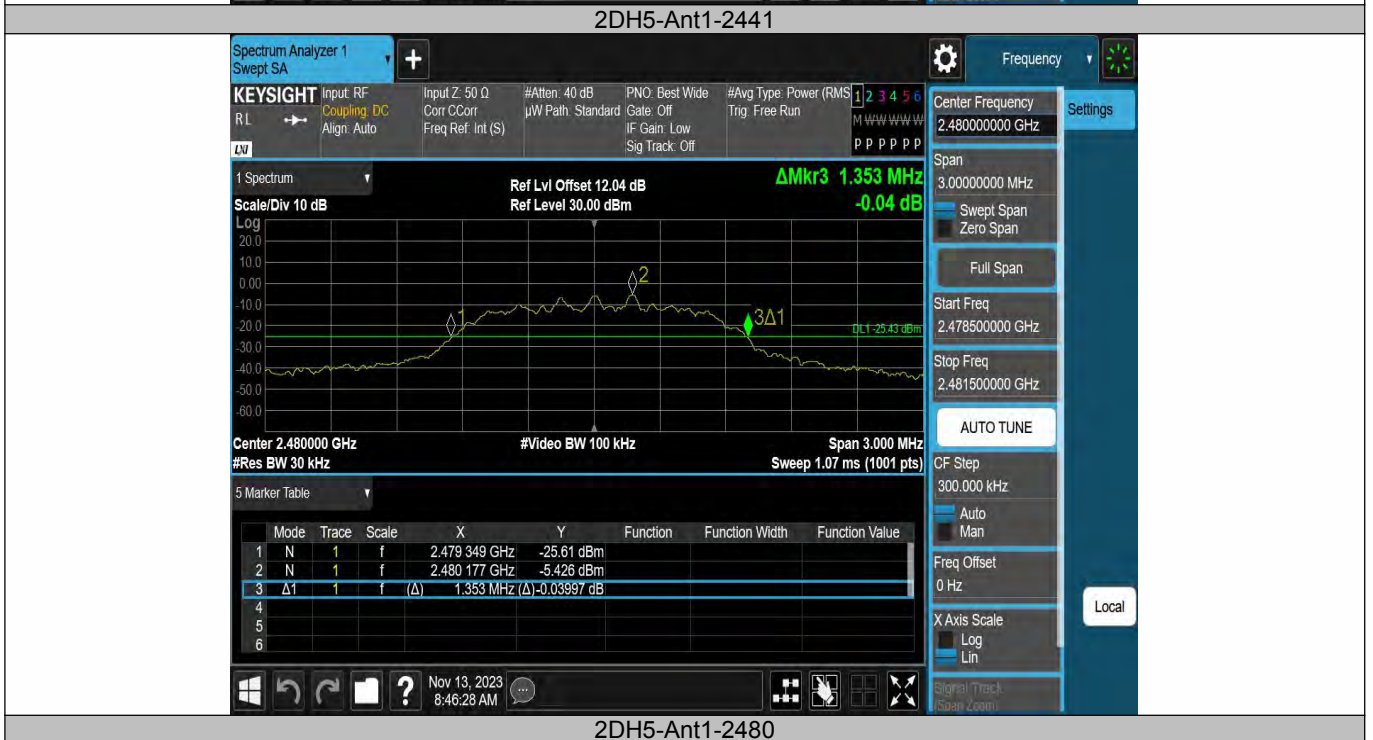 2DH5-Ant1-2441
Spectrum Analyzer 1
Swept SA
+
Frequency
KEYSIGHT
RL
LXI
Input: RF
Coupling: DC
Align: Auto
Input Z: 50 Ω
Corr CCorr
Freq Ref: Int (S)
#Atten: 40 dB
µW Path: Standard
PNO: Best Wide
Gate: Off
IF Gain: Low
Sig Track: Off
#Avg Type: Power (RMS
Trig: Free Run
1 2 3 4 5 6
M W W W W W
P P P P P P
Center Frequency
2.480000000 GHz
Settings
Span
3.00000000 MHz
Swept Span
Zero Span
Full Span
Start Freq
2.478500000 GHz
Stop Freq
2.481500000 GHz
AUTO TUNE
CF Step
300.000 kHz
Auto
Man
Freq Offset
0 Hz
X Axis Scale
Log
Lin
Signal Track
(Span Zoom)
Local
1 Spectrum
Scale/Div 10 dB
Ref Lvl Offset 12.04 dB
Ref Level 30.00 dBm
ΔMkr3 1.353 MHz
-0.04 dB
Log
20.0
10.0
0.00
-10.0
-20.0
-30.0
-40.0
-50.0
-60.0
1
2
3Δ1
DL1 -25.43 dBm
Center 2.480000 GHz
#Video BW 100 kHz
Span 3.000 MHz
#Res BW 30 kHz
Sweep 1.07 ms (1001 pts)
5 Marker Table
Mode Trace Scale X Y Function Function Width Function Value
1 N 1 f 2.479 349 GHz -25.61 dBm
2 N 1 f 2.480 177 GHz -5.426 dBm
3 Δ1 1 f (Δ) 1.353 MHz (Δ) -0.03997 dB
4
5
6
?
Nov 13, 2023
8:46:28 AM
2DH5-Ant1-2480